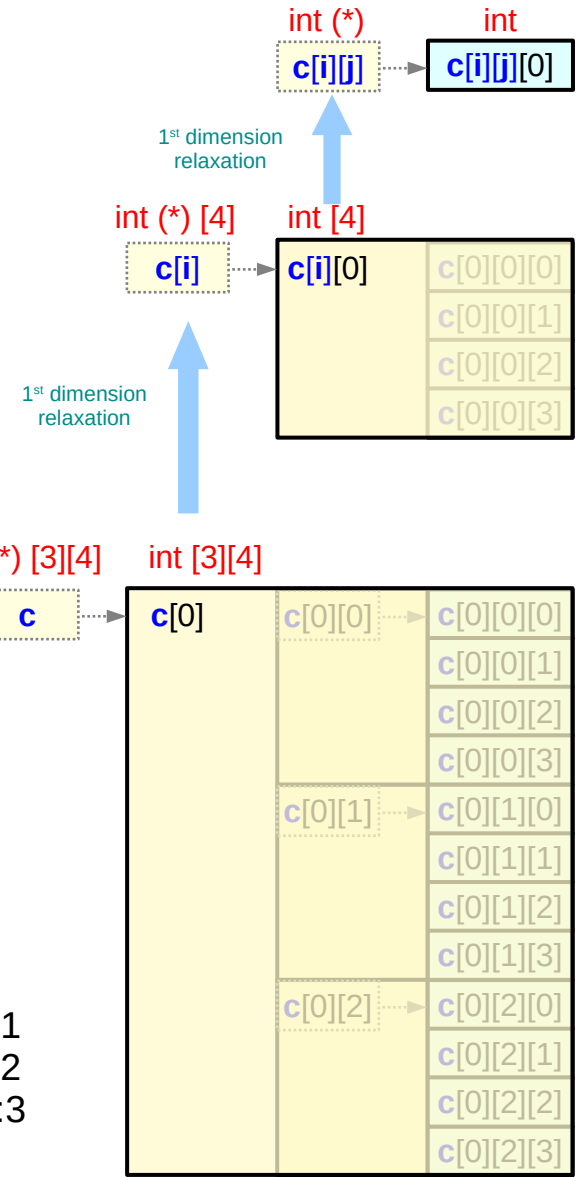 int (*) int
c[i][j] c[i][j][0]
1st dimension
relaxation
int (*) [4] int [4]
c[i] c[i][0] c[0][0][0]
c[0][0][1]
c[0][0][2]
c[0][0][3]
1st dimension
relaxation
*) [3][4] int [3][4]
c c[0] c[0][0] c[0][0][0]
c[0][0][1]
c[0][0][2]
c[0][0][3]
c[0][1] c[0][1][0]
c[0][1][1]
c[0][1][2]
c[0][1][3]
c[0][2] c[0][2][0]
1
c[0][2][1]
2
c[0][2][2]
:3
c[0][2][3]